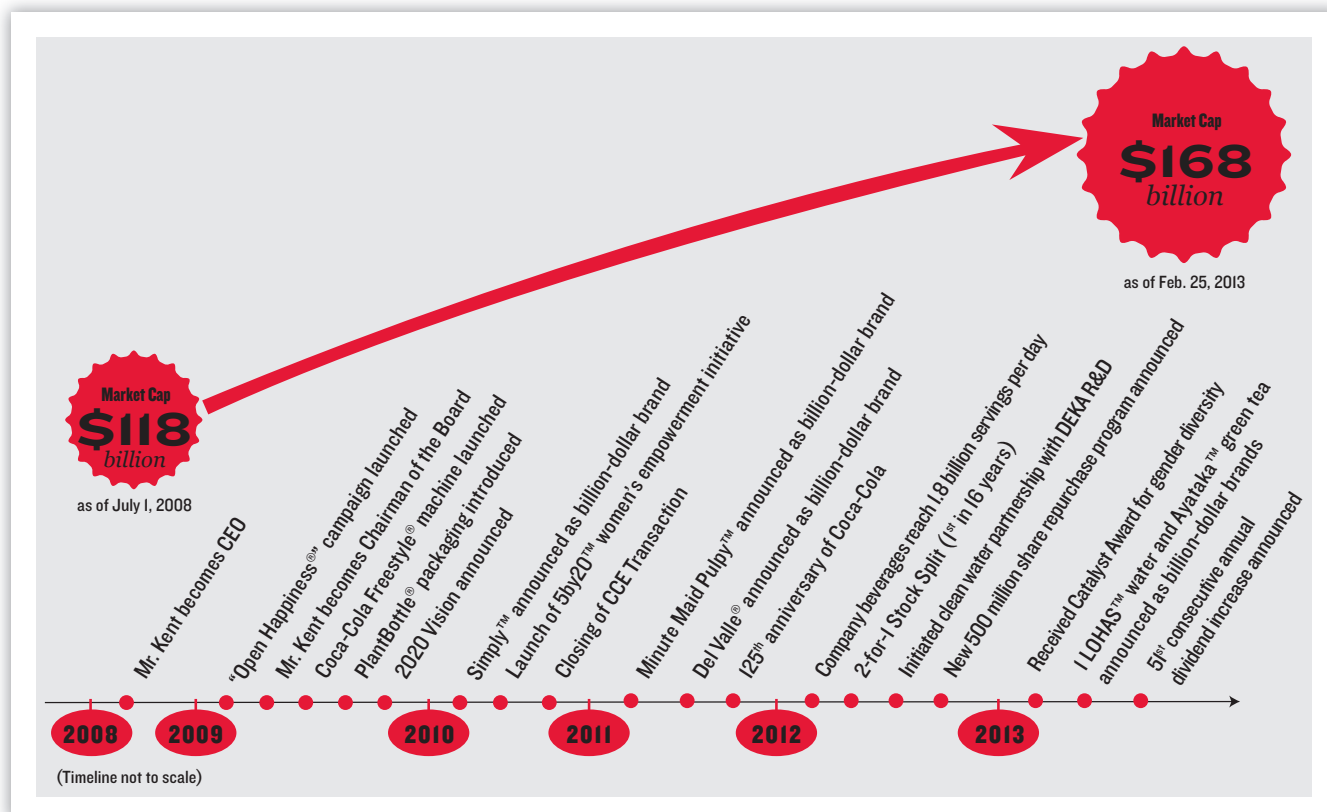 Market Cap
$168
billion
as of Feb. 25, 2013
Market Cap
$118
billion
as of July 1, 2008
Mr. Kent becomes CEO
“Open Happiness®” campaign launched
Mr. Kent becomes Chairman of the Board
Coca-Cola Freestyle® machine launched
PlantBottle® packaging introduced
2020 Vision announced
Simply™ announced as billion-dollar brand
Launch of 5by20™ women’s empowerment initiative
Closing of CCE Transaction
Minute Maid Pulpy™ announced as billion-dollar brand
Del Valle® announced as billion-dollar brand
125th anniversary of Coca-Cola
Company beverages reach 1.8 billion servings per day
2-for-1 Stock Split (1st in 16 years)
Initiated clean water partnership with DEKA R&D
New 500 million share repurchase program announced
Received Catalyst Award for gender diversity
I LOHAS™ water and Ayataka™ green tea
announced as billion-dollar brands
51st consecutive annual
dividend increase announced
2008
2009
2010
2011
2012
2013
(Timeline not to scale)